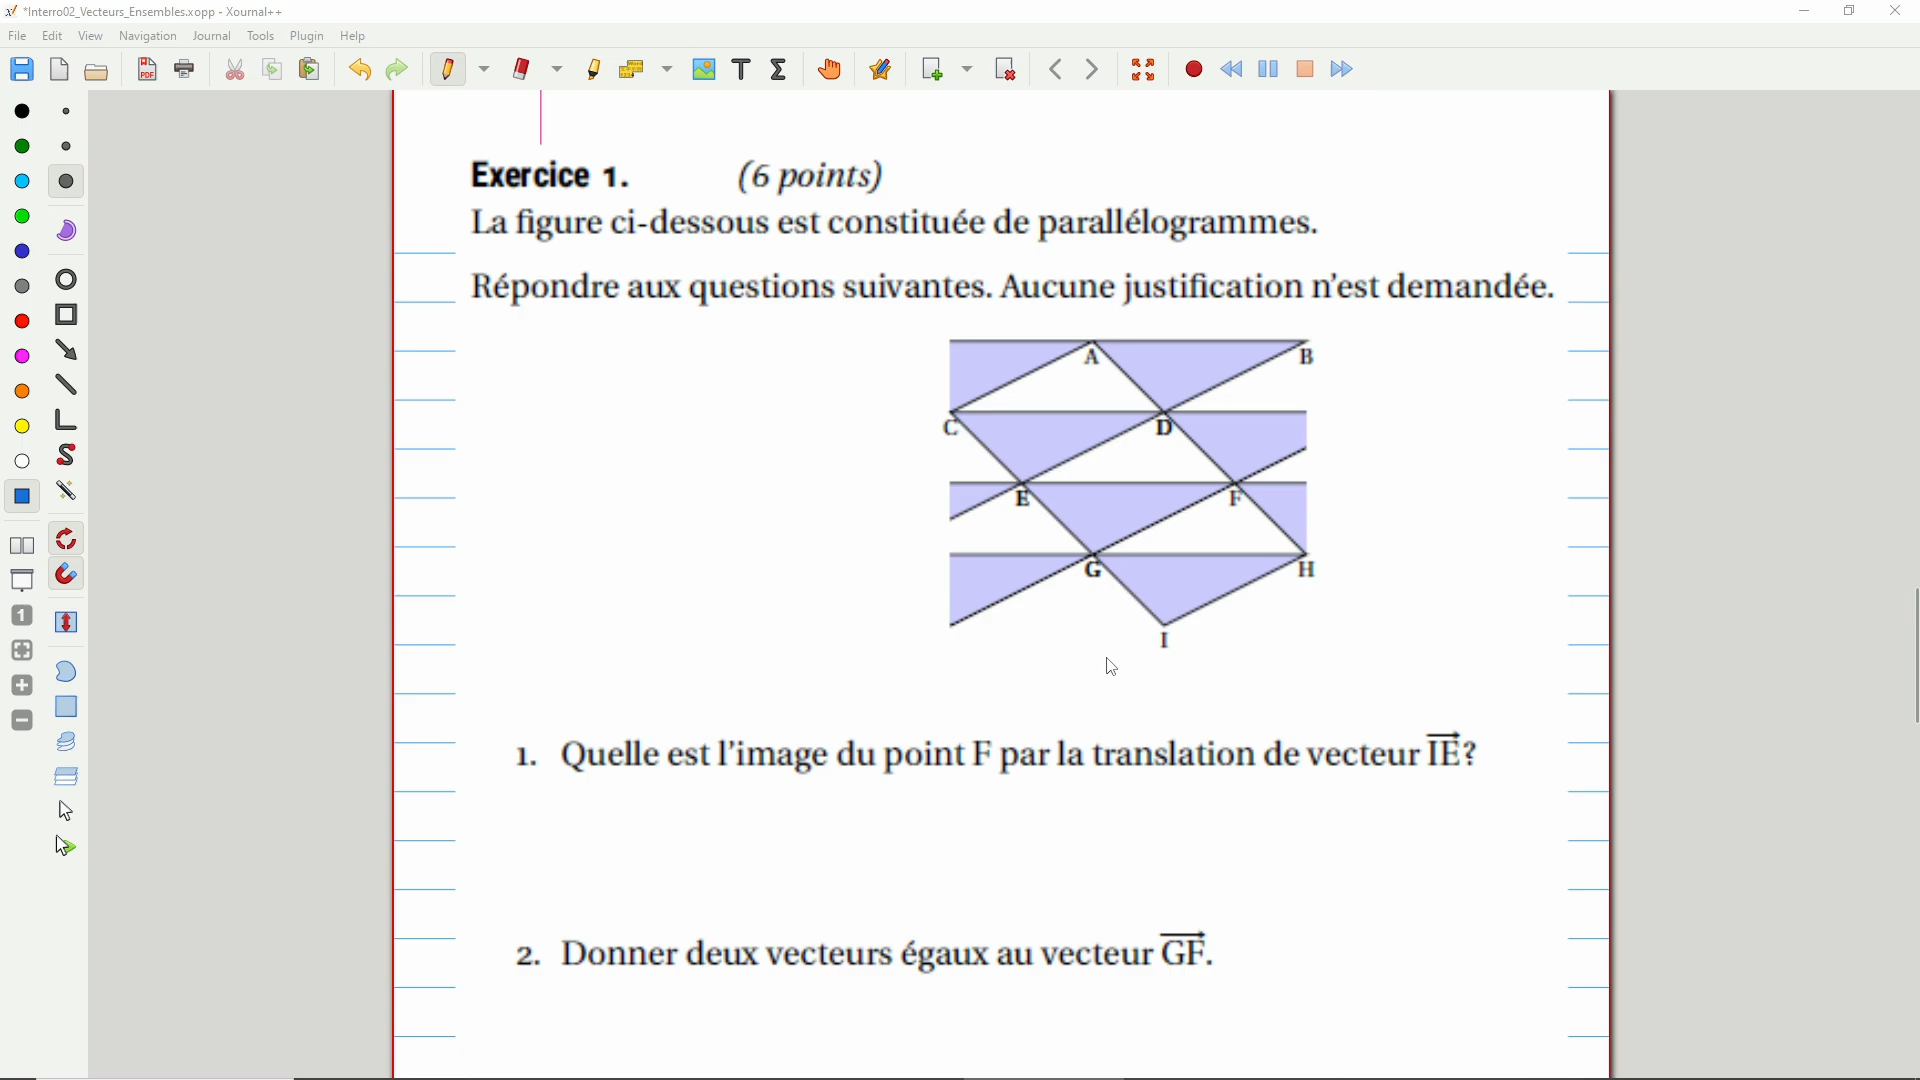 *Interro02_Vecteurs_Ensembles.xopp - Xournal++
File Edit View Navigation Journal Tools Plugin Help
PDF
Exercice 1. (6 points)
La figure ci-dessous est constituée de parallélogrammes.
Répondre aux questions suivantes. Aucune justification n'est demandée.
A B
C D
E F
G H
I
1
1. Quelle est l'image du point F par la translation de vecteur IE?
2. Donner deux vecteurs égaux au vecteur GF.